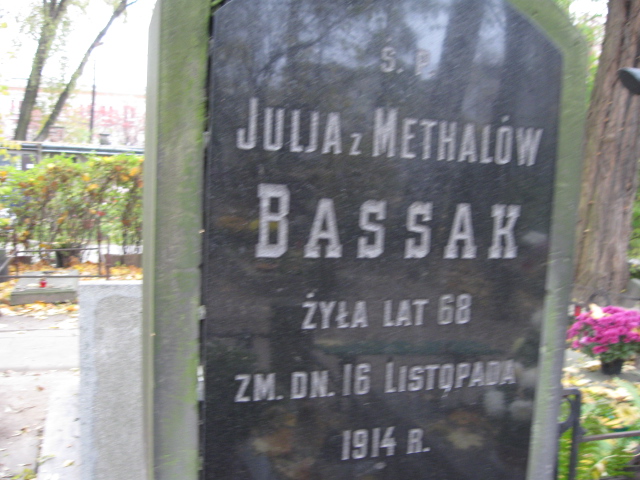 S. P.
JULJA z METHALÓW
BASSAK
ŻYŁA LAT 68
ZM. DN. 16 LISTOPADA
1914 R.